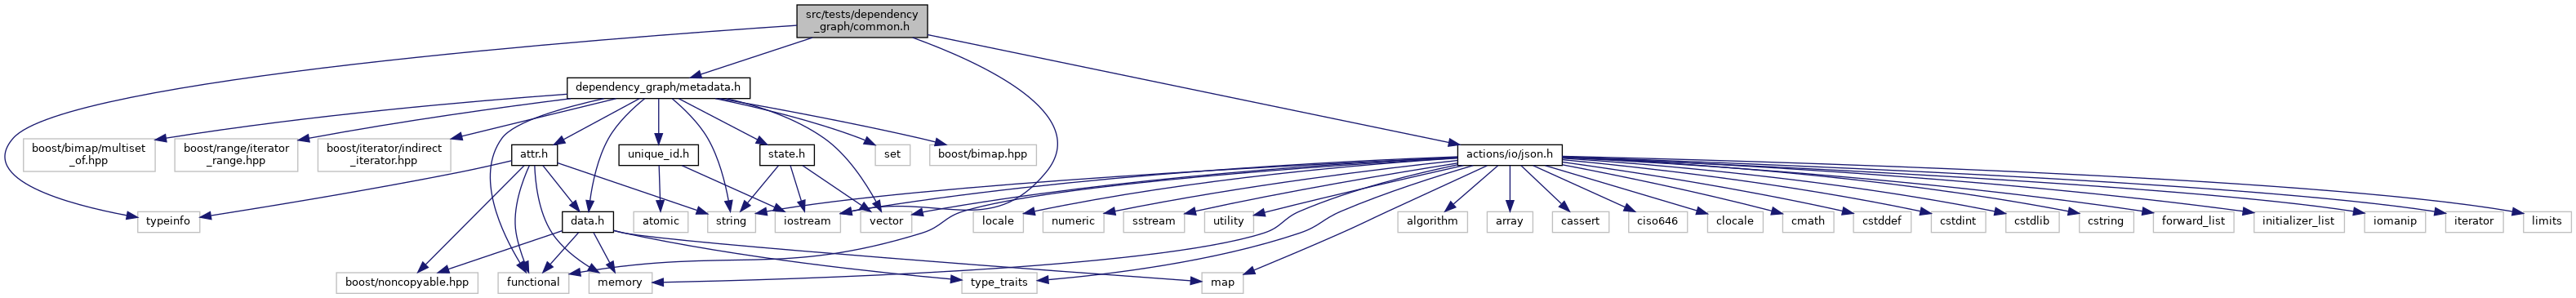 src/tests/dependency
_graph/common.h
dependency_graph/metadata.h
boost/bimap/multiset
_of.hpp
boost/range/iterator
_range.hpp
boost/iterator/indirect
_iterator.hpp
attr.h
unique_id.h
state.h
set
boost/bimap.hpp
actions/io/json.h
typeinfo
data.h
atomic
string
iostream
vector
locale
numeric
sstream
utility
algorithm
array
cassert
ciso646
clocale
cmath
cstddef
cstdint
cstdlib
cstring
forward_list
initializer_list
iomanip
iterator
limits
boost/noncopyable.hpp
functional
memory
type_traits
map